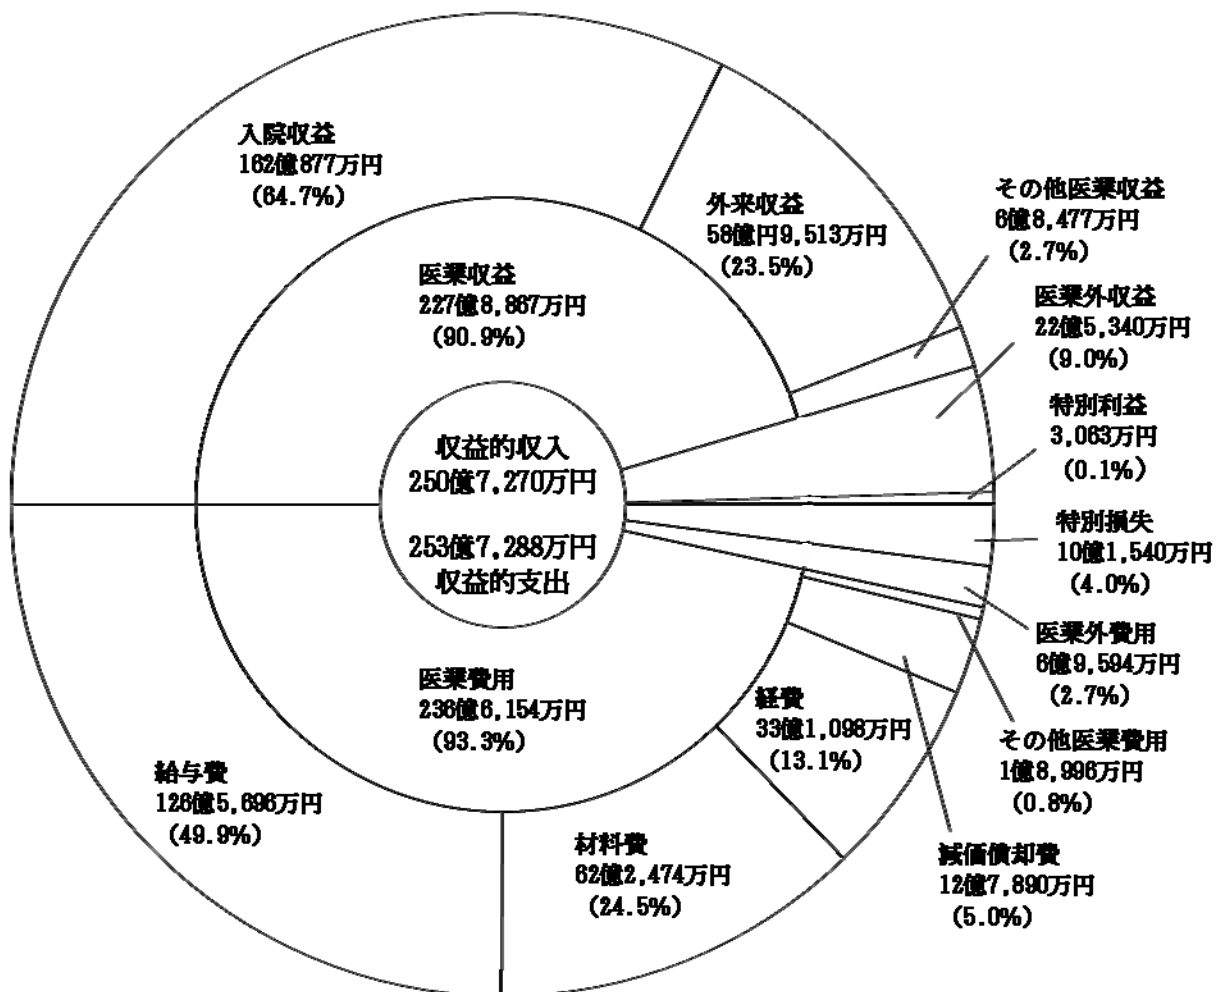 入院収益
162億877万円
(64.7%)
外来収益
58億円9,513万円
(23.5%)
その他医業収益
6億8,477万円
(2.7%)
医業収益
227億8,867万円
(90.9%)
医業外収益
22億5,340万円
(9.0%)
特別利益
3,063万円
(0.1%)
収益的収入
250億7,270万円
253億7,288万円
収益的支出
特別損失
10億1,540万円
(4.0%)
医業外費用
6億9,594万円
(2.7%)
医業費用
236億6,154万円
(93.3%)
経費
33億1,098万円
(13.1%)
その他医業費用
1億8,996万円
(0.8%)
給与費
126億5,696万円
(49.9%)
材料費
62億2,474万円
(24.5%)
減価償却費
12億7,890万円
(5.0%)